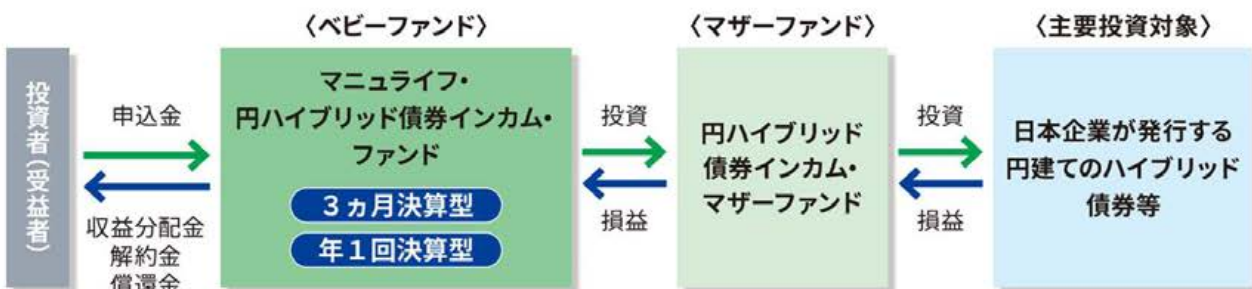 〈ベビーファンド〉
〈マザーファンド〉
〈主要投資対象〉
投資者(受益者)
申込金
収益分配金
解約金
償還金
マニュライフ・
円ハイブリッド債券インカム・
ファンド
3ヵ月決算型
年1回決算型
投資
損益
円ハイブリッド
債券インカム・
マザーファンド
投資
損益
日本企業が発行する
円建てのハイブリッド
債券等